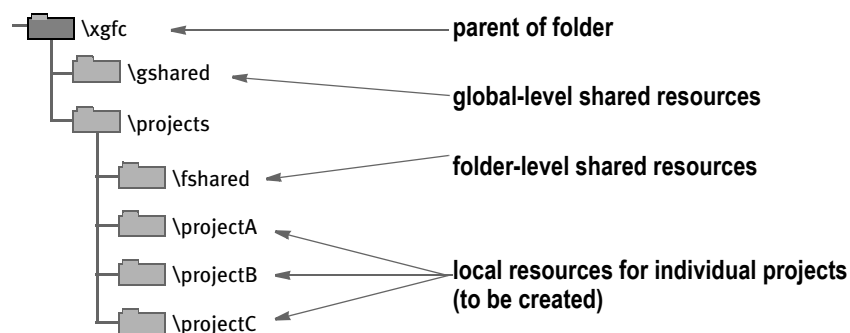 \xgfc
parent of folder
\gshared
global-level shared resources
\projects
folder-level shared resources
\fshared
\projectA
\projectB
local resources for individual projects
(to be created)
\projectC